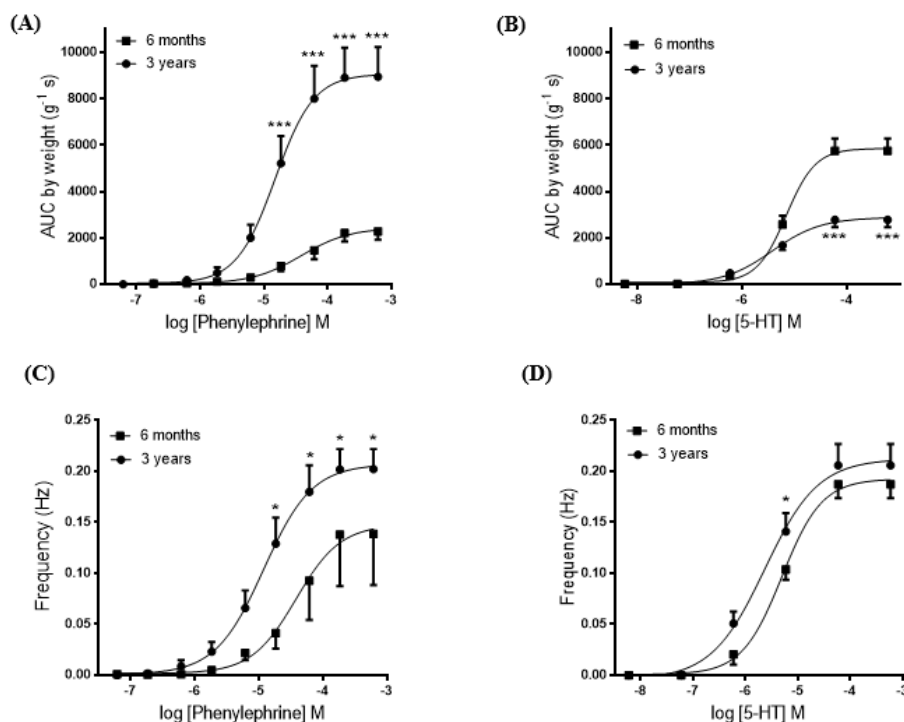 (A)
6 months
3 years
AUC by weight (g⁻¹ s)
10000
8000
6000
4000
2000
0
*** *** *** ***
-7 -6 -5 -4 -3
log [Phenylephrine] M
(B)
6 months
3 years
AUC by weight (g⁻¹ s)
10000
8000
6000
4000
2000
0
*** ***
-8 -6 -4
log [5-HT] M
(C)
6 months
3 years
Frequency (Hz)
0.25
0.20
0.15
0.10
0.05
0.00
* * * *
-7 -6 -5 -4 -3
log [Phenylephrine] M
(D)
6 months
3 years
Frequency (Hz)
0.25
0.20
0.15
0.10
0.05
0.00
*
-8 -7 -6 -5 -4 -3
log [5-HT] M